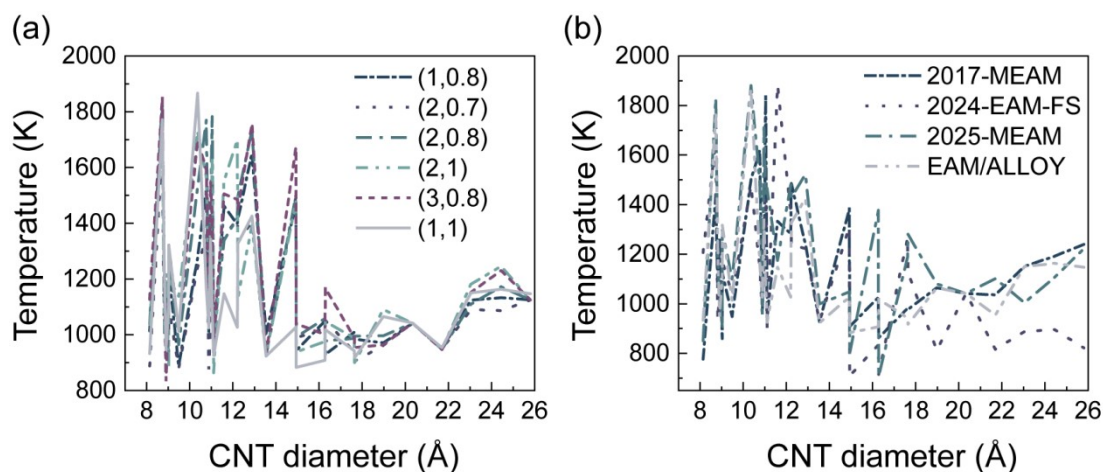 (a)
2000
1800
1600
1400
1200
1000
800
Temperature (K)
8 10 12 14 16 18 20 22 24 26
CNT diameter (Å)
(1,0.8)
(2,0.7)
(2,0.8)
(2,1)
(3,0.8)
(1,1)
(b)
2000
1800
1600
1400
1200
1000
800
Temperature (K)
8 10 12 14 16 18 20 22 24 26
CNT diameter (Å)
2017-MEAM
2024-EAM-FS
2025-MEAM
EAM/ALLOY